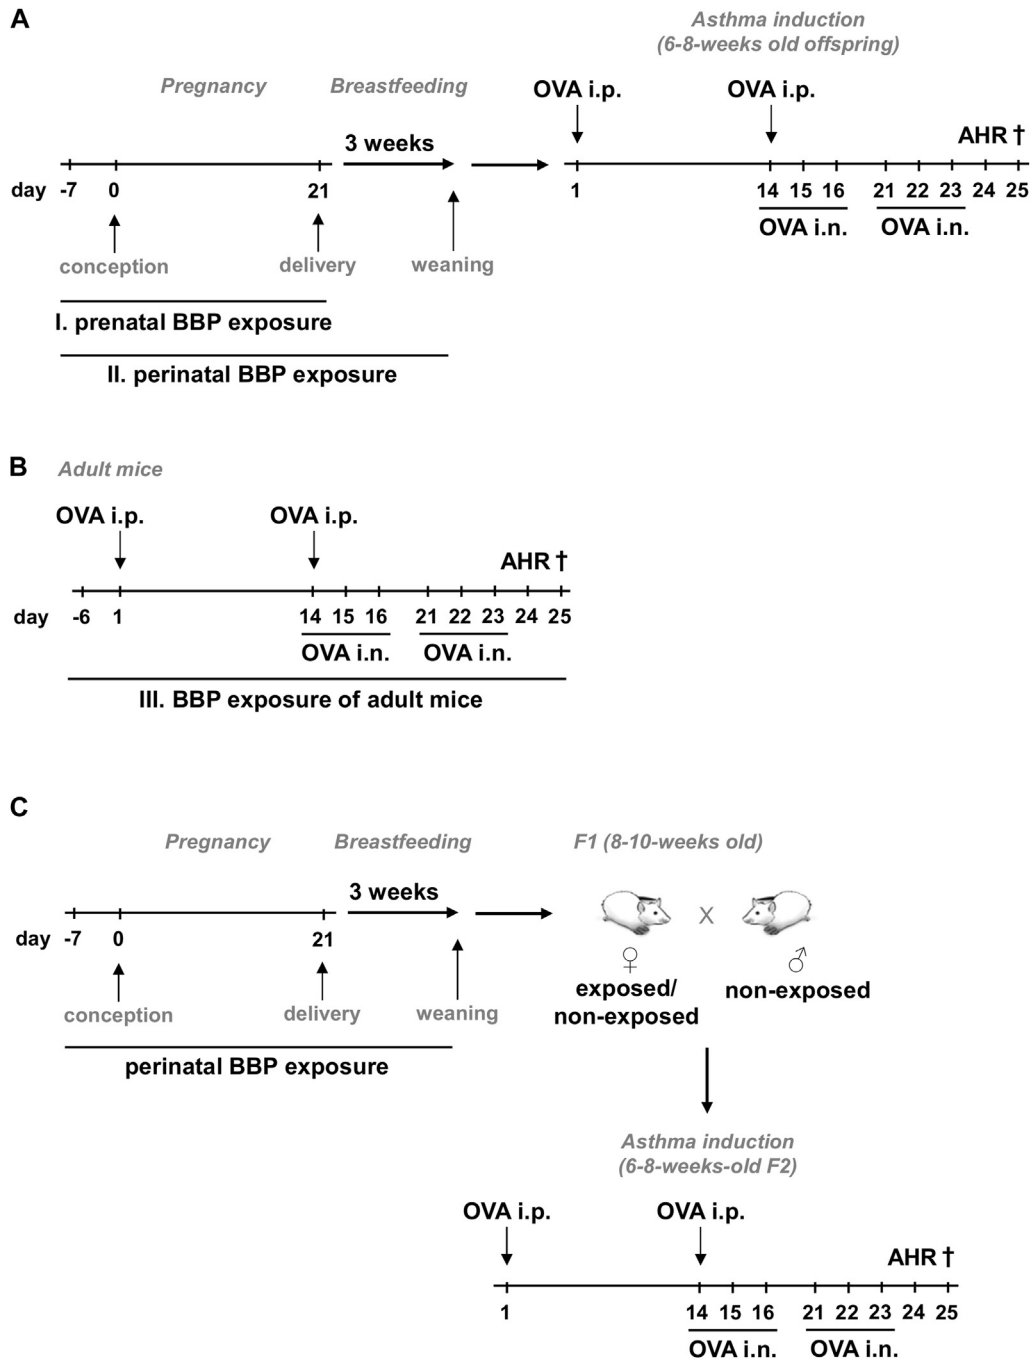 A
Asthma induction
(6-8-weeks old offspring)
Pregnancy Breastfeeding
OVA i.p. OVA i.p.
3 weeks
AHR †
day -7 0 21 1 14 15 16 21 22 23 24 25
OVA i.n. OVA i.n.
conception delivery weaning
I. prenatal BBP exposure
II. perinatal BBP exposure
B Adult mice
OVA i.p. OVA i.p.
AHR †
day -6 1 14 15 16 21 22 23 24 25
OVA i.n. OVA i.n.
III. BBP exposure of adult mice
C
Pregnancy Breastfeeding F1 (8-10-weeks old)
3 weeks
X
day -7 0 21
♀ ♂
exposed/ non-exposed
non-exposed
conception delivery weaning
perinatal BBP exposure
Asthma induction
(6-8-weeks-old F2)
OVA i.p. OVA i.p.
AHR †
1 14 15 16 21 22 23 24 25
OVA i.n. OVA i.n.